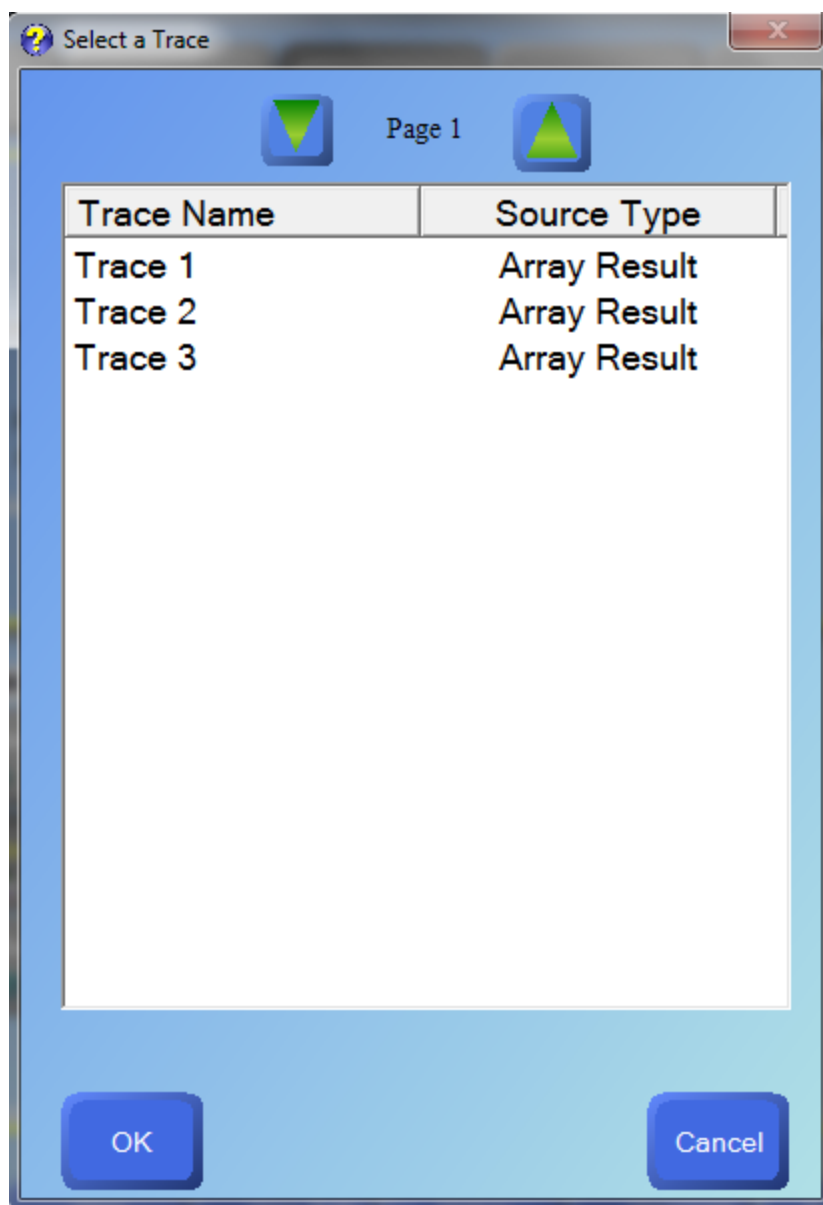 Select a Trace
Page 1
Trace Name Source Type
Trace 1 Array Result
Trace 2 Array Result
Trace 3 Array Result
OK Cancel